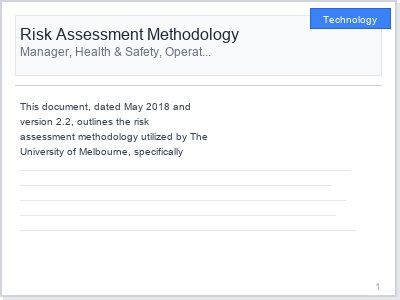 Technology
Risk Assessment Methodology
Manager, Health & Safety, Operat...
This document, dated May 2018 and
version 2.2, outlines the risk
assessment methodology utilized by The
University of Melbourne, specifically
1